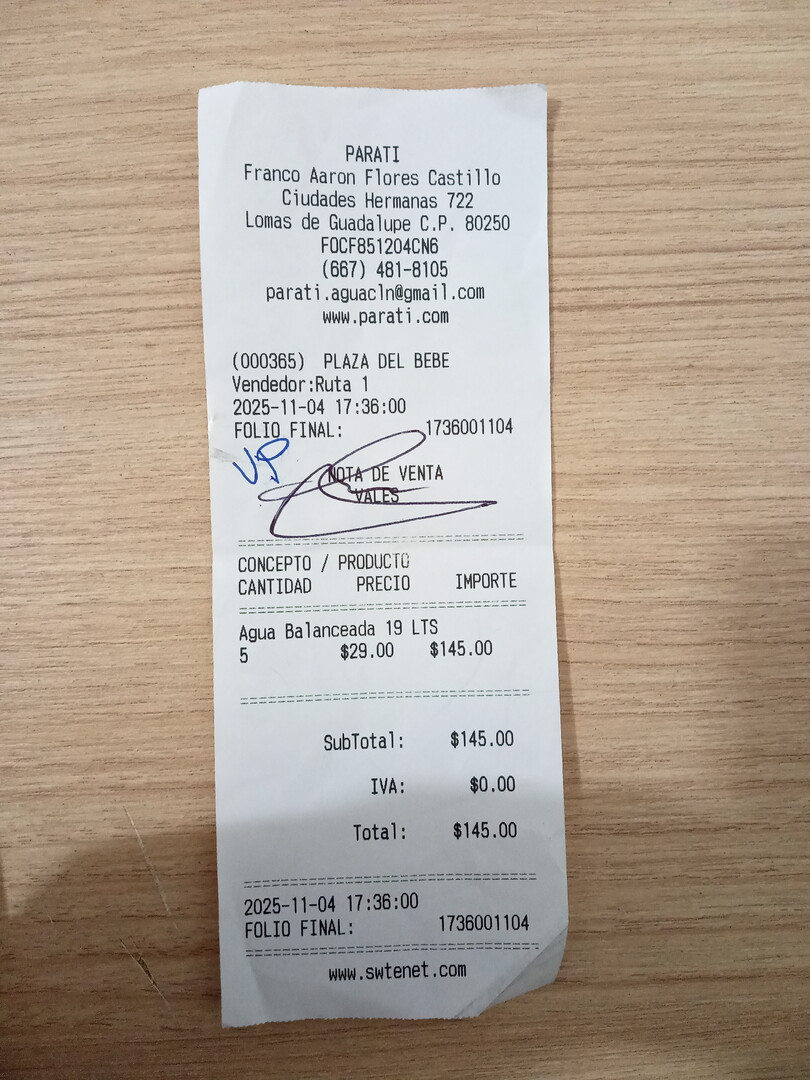 PARATI
Franco Aaron Flores Castillo
Ciudades Hermanas 722
Lomas de Guadalupe C.P. 80250
FOCF851204CN6
(667) 481-8105
parati.aguacln@gmail.com
www.parati.com
(000365) PLAZA DEL BEBE
Vendedor:Ruta 1
2025-11-04 17:36:00
FOLIO FINAL: 1736001104
VP
NOTA DE VENTA
VALES
CONCEPTO / PRODUCTO
CANTIDAD PRECIO IMPORTE
Agua Balanceada 19 LTS
5 $29.00 $145.00
SubTotal: $145.00
IVA: $0.00
Total: $145.00
2025-11-04 17:36:00
FOLIO FINAL: 1736001104
www.swtenet.com